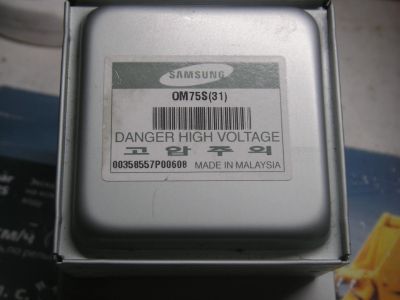 SAMSUNG
OM75S(31)
DANGER HIGH VOLTAGE
고압주의
00358557P00608 MADE IN MALAYSIA